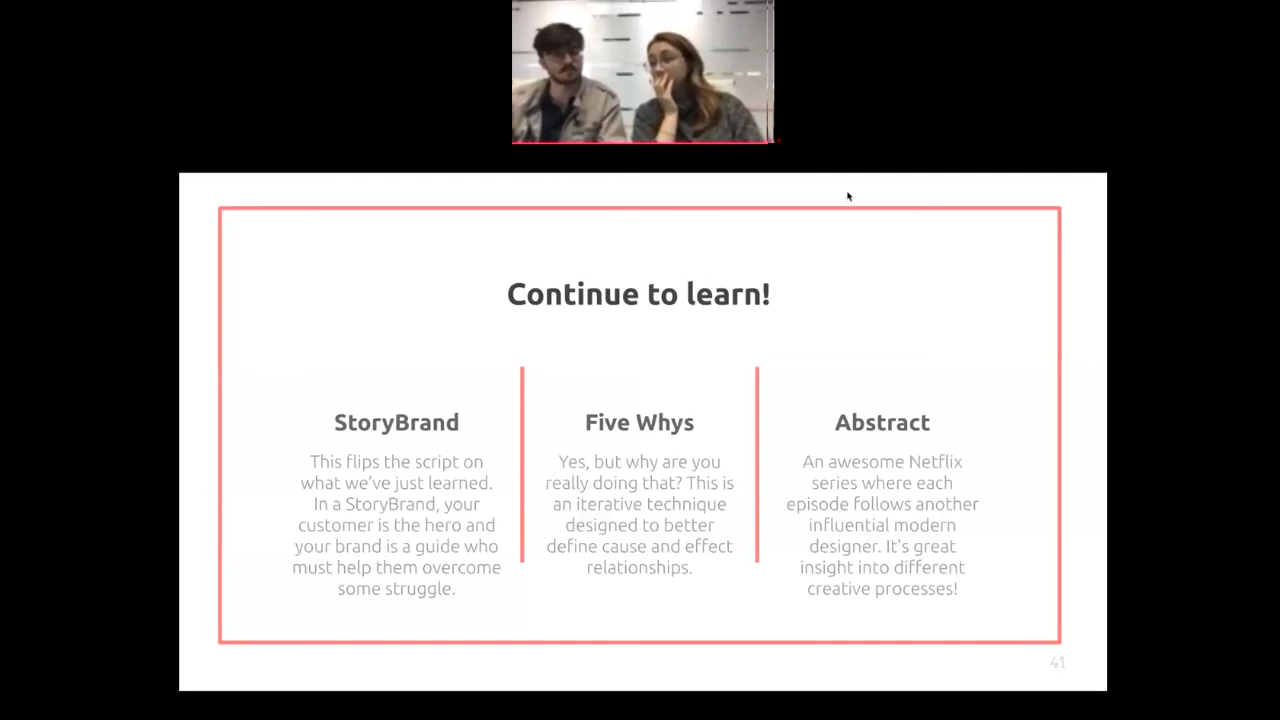 Continue to learn!
StoryBrand
This flips the script on
what we've just learned.
In a StoryBrand, your
customer is the hero and
your brand is a guide who
must help them overcome
some struggle.
Five Whys
Yes, but why are you
really doing that? This is
an iterative technique
designed to better
define cause and effect
relationships.
Abstract
An awesome Netflix
series where each
episode follows another
influential modern
designer. It's great
insight into different
creative processes!
41